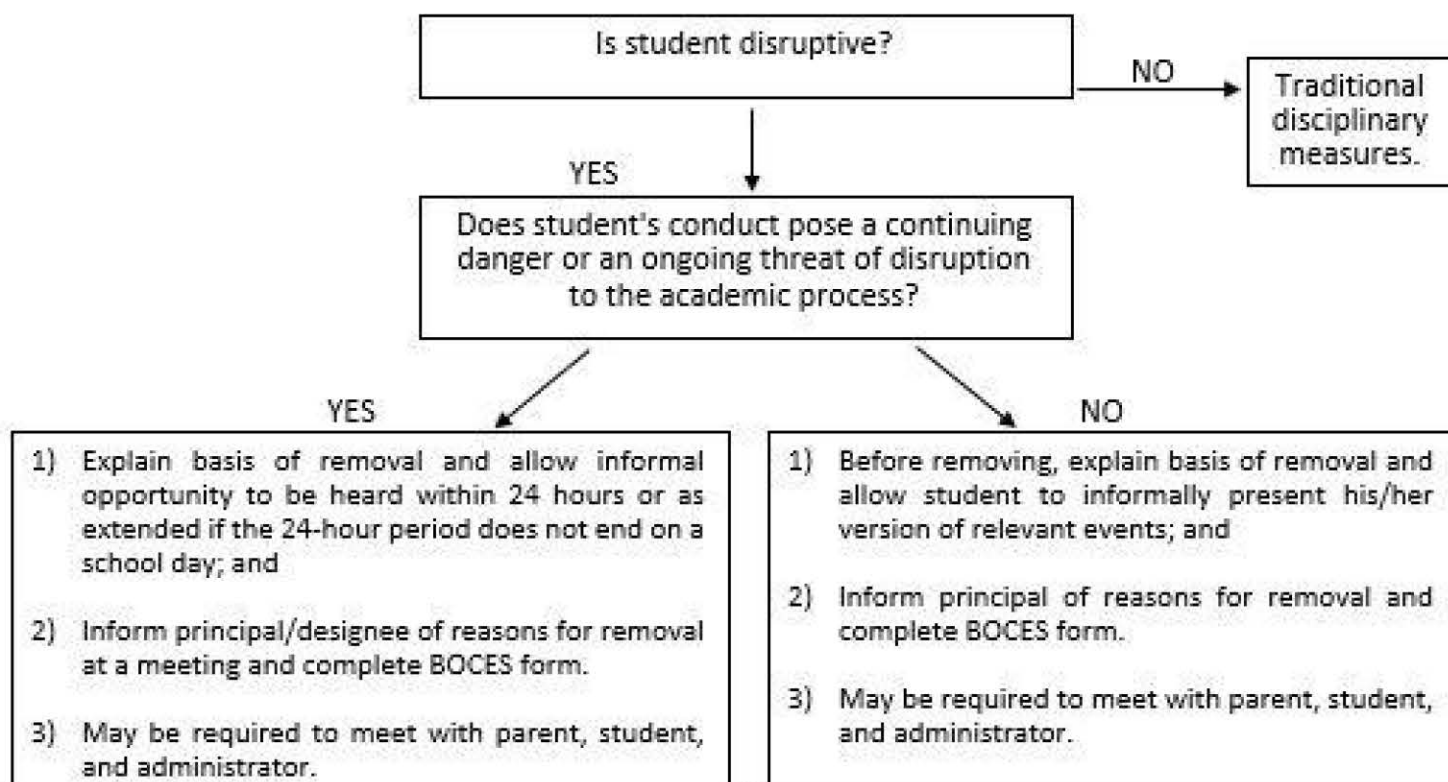 Is student disruptive?
NO
Traditional
disciplinary
measures.
YES
Does student's conduct pose a continuing
danger or an ongoing threat of disruption
to the academic process?
YES
1) Explain basis of removal and allow informal
opportunity to be heard within 24 hours or as
extended if the 24-hour period does not end on a
school day; and
2) Inform principal/designee of reasons for removal
at a meeting and complete BOCES form.
3) May be required to meet with parent, student,
and administrator.
NO
1) Before removing, explain basis of removal and
allow student to informally present his/her
version of relevant events; and
2) Inform principal of reasons for removal and
complete BOCES form.
3) May be required to meet with parent, student,
and administrator.